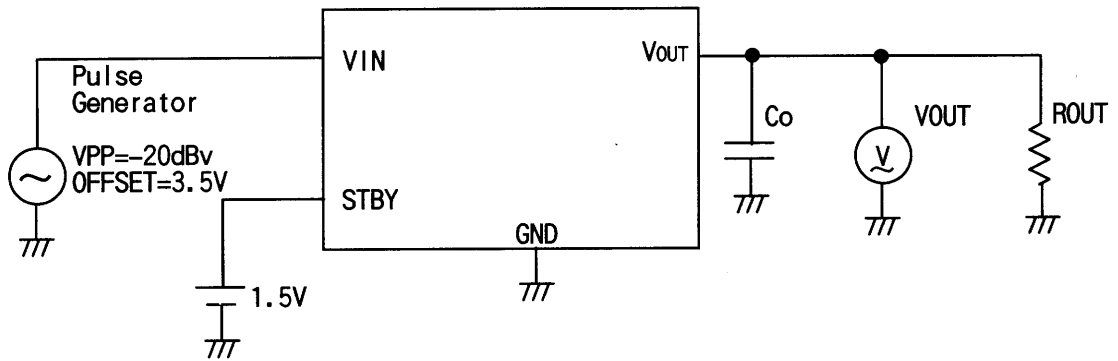 VIN
VOUT
Pulse
Generator
Co
VOUT
ROUT
V
VPP=-20dBv
OFFSET=3.5V
STBY
GND
1.5V